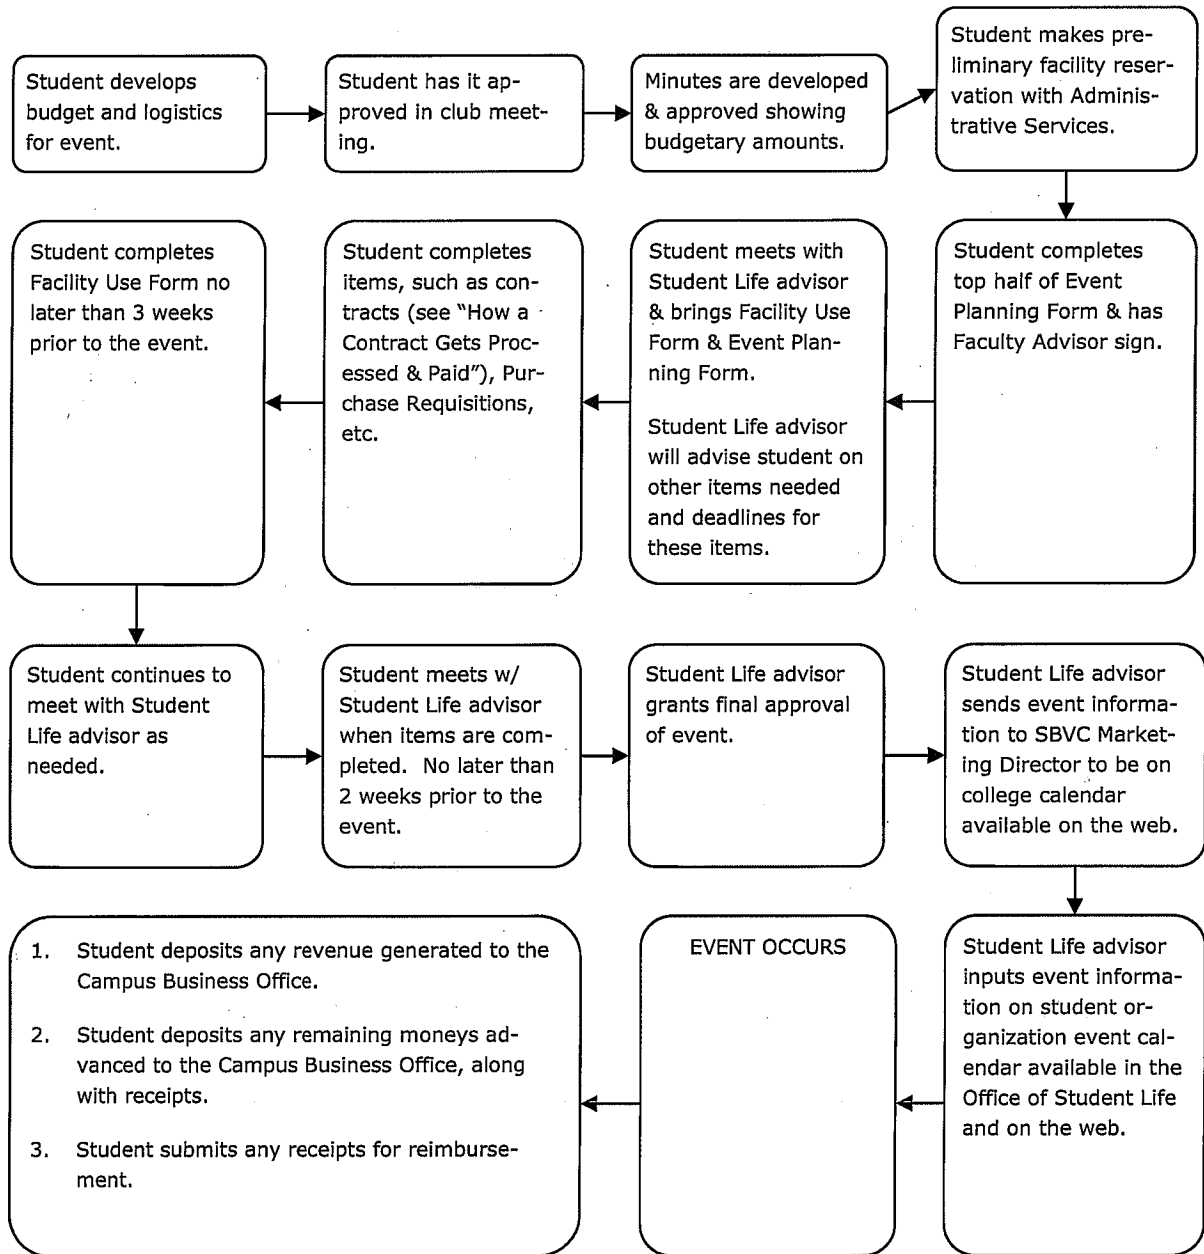 Student develops
budget and logistics
for event.
Student has it ap-
proved in club meet-
ing.
Minutes are developed
& approved showing
budgetary amounts.
Student makes pre-
liminary facility reser-
vation with Adminis-
trative Services.
Student completes
top half of Event
Planning Form & has
Faculty Advisor sign.
Student meets with
Student Life advisor
& brings Facility Use
Form & Event Plan-
ning Form.
Student Life advisor
will advise student on
other items needed
and deadlines for
these items.
Student completes
items, such as con-
tracts (see "How a
Contract Gets Proc-
essed & Paid"), Pur-
chase Requisitions,
etc.
Student completes
Facility Use Form no
later than 3 weeks
prior to the event.
Student continues to
meet with Student
Life advisor as
needed.
Student meets w/
Student Life advisor
when items are com-
pleted. No later than
2 weeks prior to the
event.
Student Life advisor
grants final approval
of event.
Student Life advisor
sends event informa-
tion to SBVC Market-
ing Director to be on
college calendar
available on the web.
Student Life advisor
inputs event informa-
tion on student or-
ganization event cal-
endar available in the
Office of Student Life
and on the web.
EVENT OCCURS
1. Student deposits any revenue generated to the
Campus Business Office.
2. Student deposits any remaining moneys ad-
vanced to the Campus Business Office, along
with receipts.
3. Student submits any receipts for reimburse-
ment.